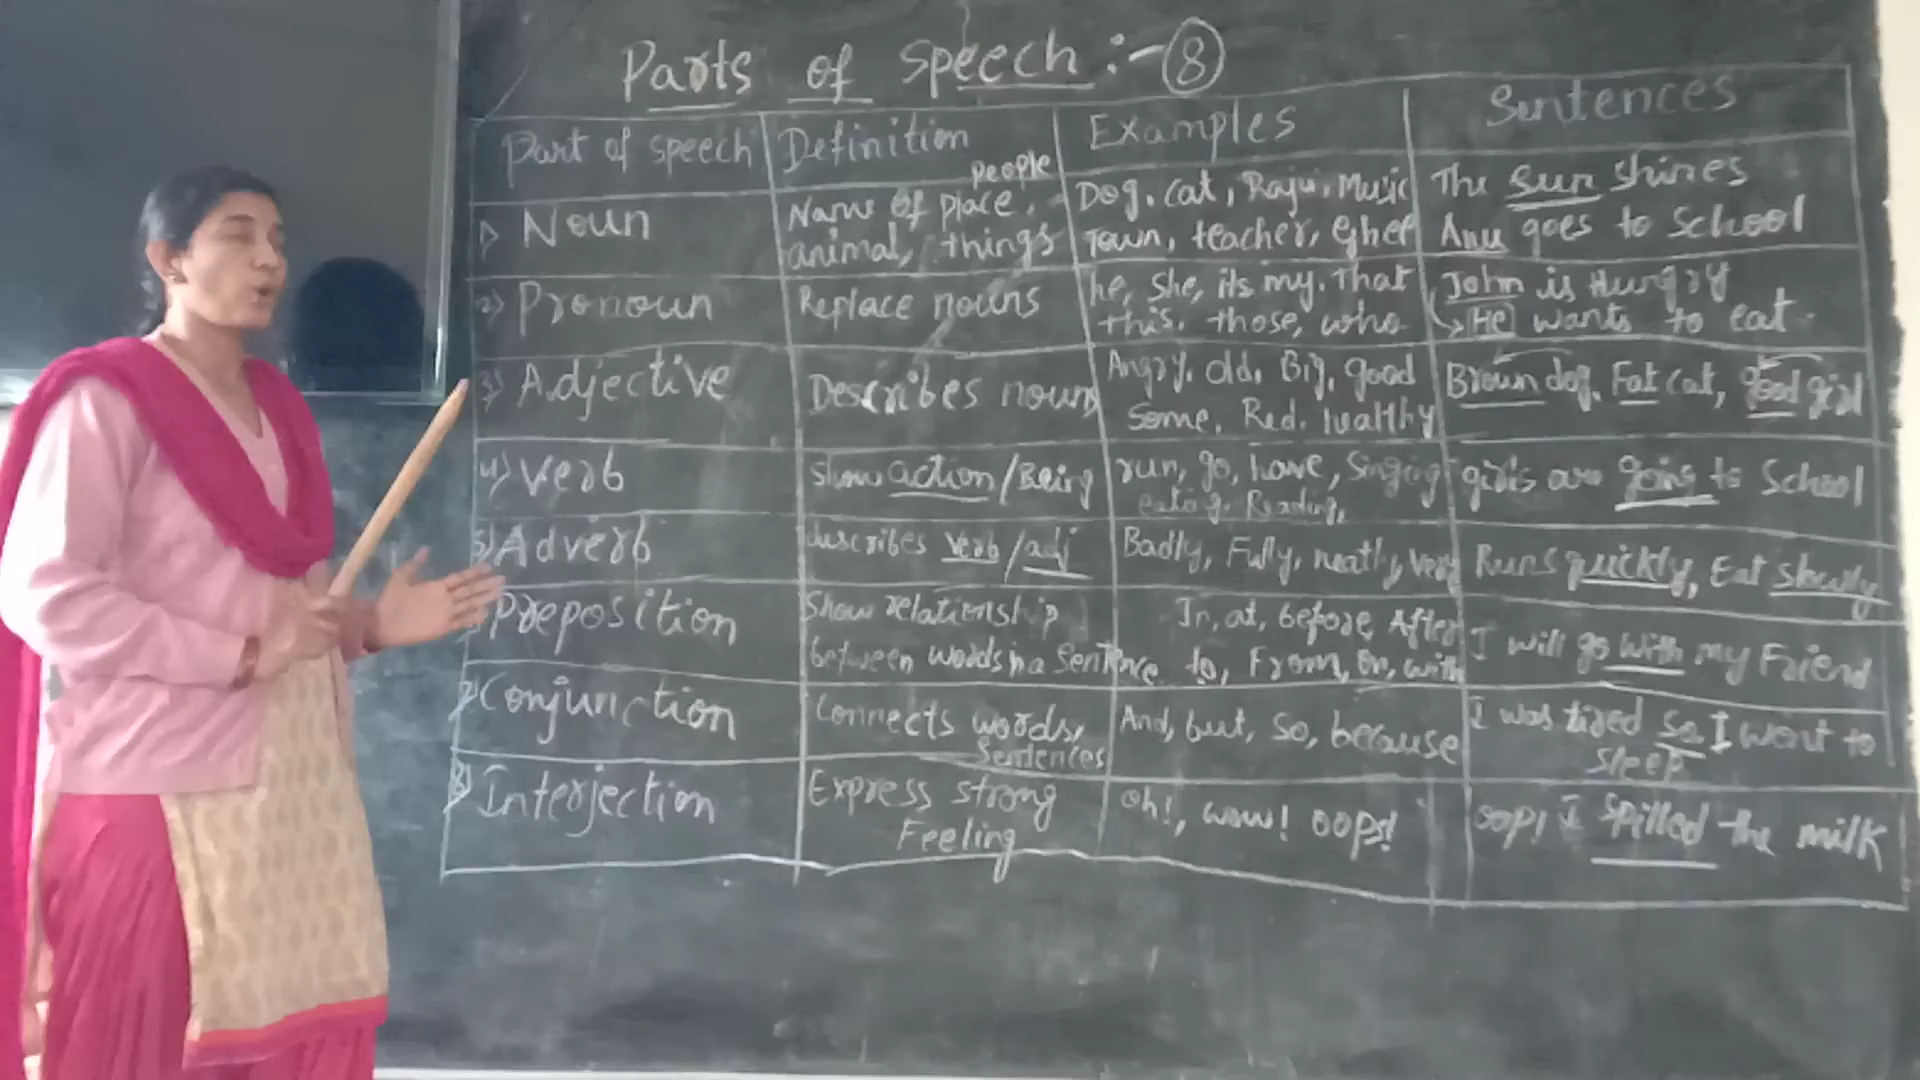 Parts of Speech :- 8
Part of speech Definition Examples Sentences
1) Noun
Name of place, people
animal, things
Dog, cat, Raju, Music
Town, teacher, Ghee
The Sun shines
Anu goes to School
2) Pronoun
Replace nouns
he, She, its my, That
this, those, who
John is Hungry
He wants to eat.
3) Adjective
Describes nouns
Angry, old, Big, good
Some, Red, healthy
Brown dog, Fat cat, good girl
4) Verb
Show action/Being
run, go, have, Singing
eating, Reading,
girls are going to School
5) Adverb
describes verb/adj
Badly, Fully, neatly, very
Runs quickly, Eat slowly
Preposition
Show relationship
between words in a Sentence
In, at, before, After
to, From, On, with
I will go with my Friend
7) Conjunction
Connects words,
Sentences
And, but, So, because
I was tired So I went to
sleep
8) Interjection
Express strong
Feeling
Oh!, wow! oops!
oop! I spilled the milk